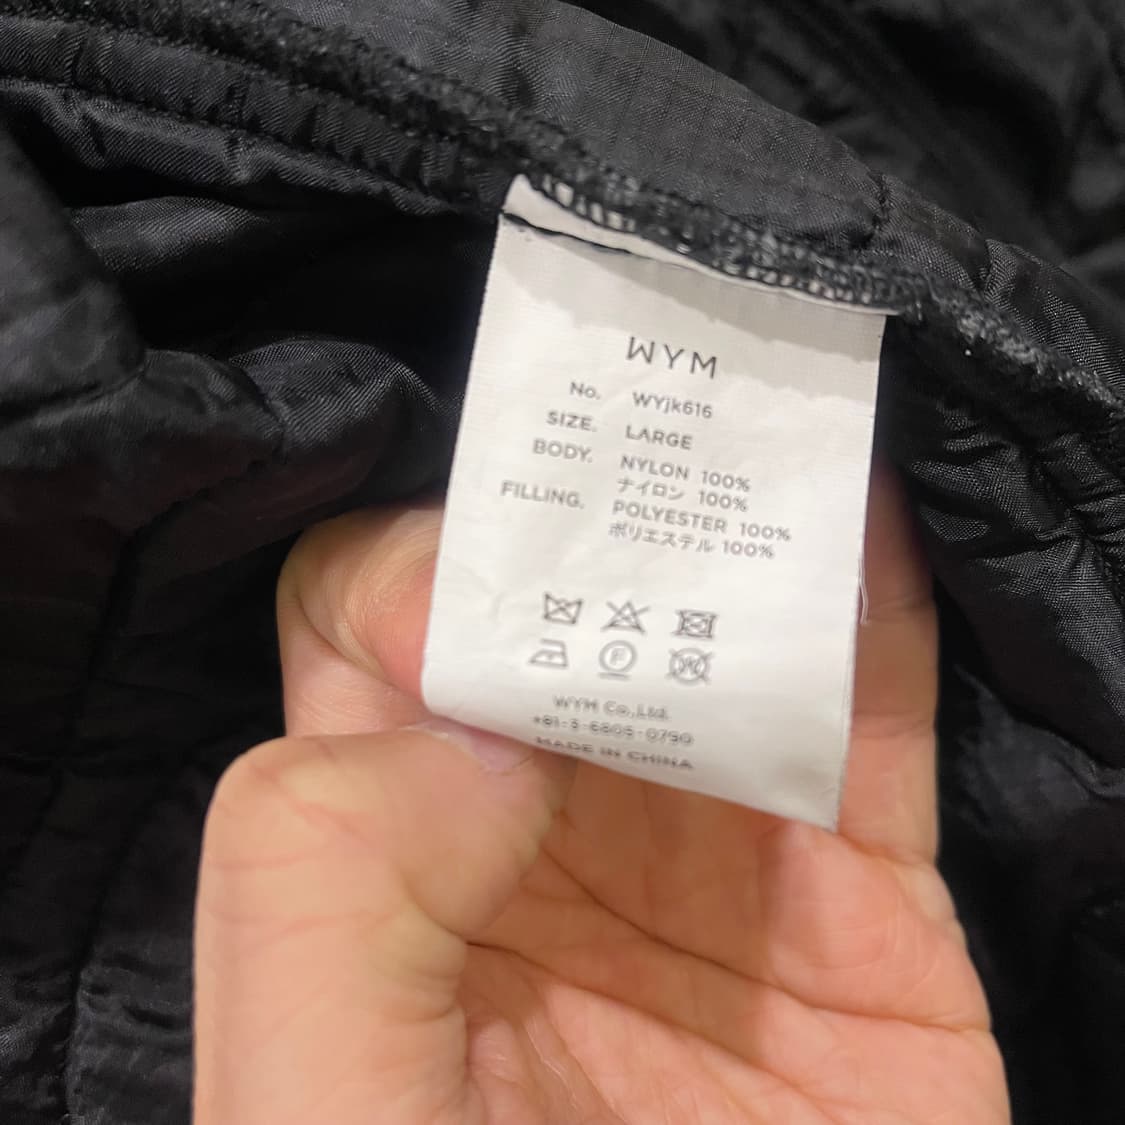 WYM
No. WYjk616
SIZE. LARGE
BODY. NYLON 100%
ナイロン 100%
FILLING. POLYESTER 100%
ポリエステル 100%
F
W
WYM Co.,Ltd.
+81-3-6805-0790
MADE IN CHINA